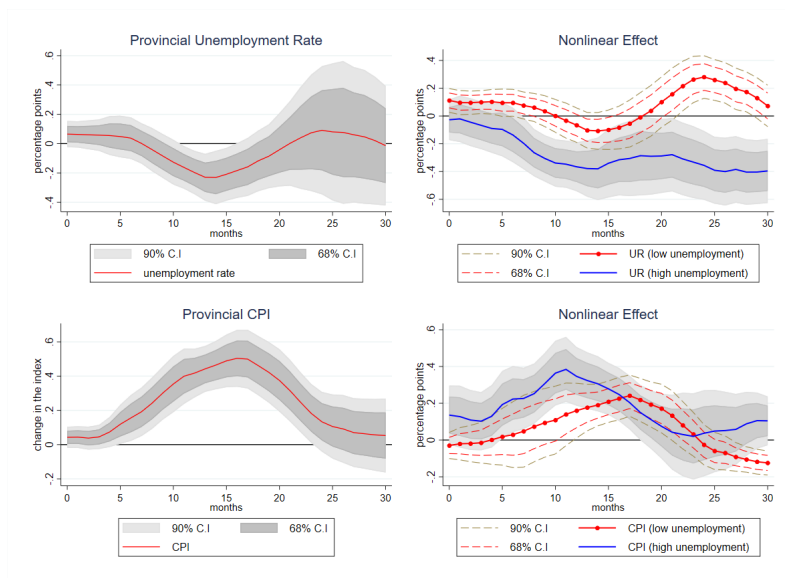 Provincial Unemployment Rate
percentage points
.6
.4
.2
0
-.2
-.4
0 5 10 15 20 25 30
months
90% C.I 68% C.I
unemployment rate
Nonlinear Effect
percentage points
.4
.2
0
-.2
-.4
-.6
0 5 10 15 20 25 30
months
90% C.I UR (low unemployment)
68% C.I UR (high unemployment)
Provincial CPI
change in the index
.6
.4
.2
0
-.2
0 5 10 15 20 25 30
months
90% C.I 68% C.I
CPI
Nonlinear Effect
percentage points
.6
.4
.2
0
-.2
0 5 10 15 20 25 30
months
90% C.I CPI (low unemployment)
68% C.I CPI (high unemployment)